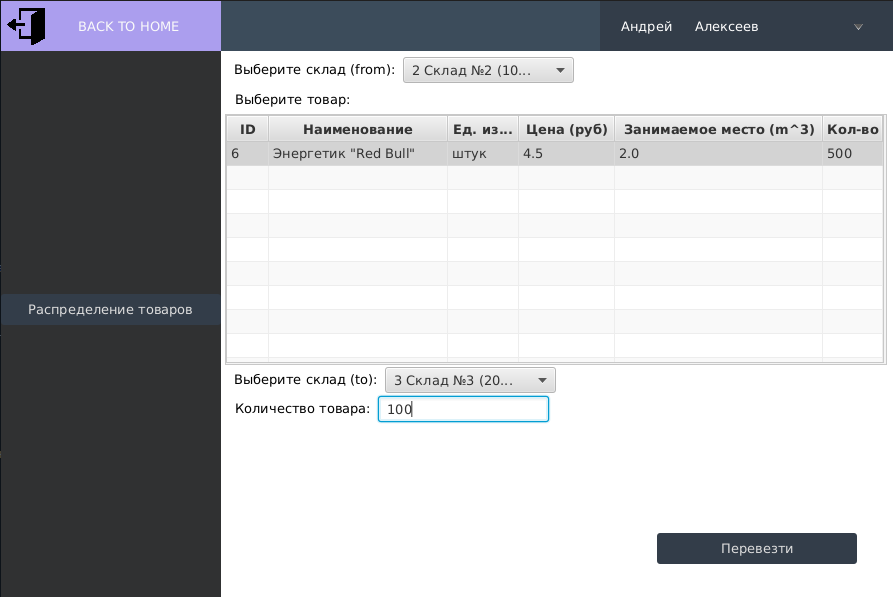 BACK TO HOME
Андрей Алексеев
Выберите склад (from): 2 Склад №2 (10...
Выберите товар:
ID Наименование Ед. из... Цена (руб) Занимаемое место (m^3) Кол-во
6 Энергетик "Red Bull" штук 4.5 2.0 500
Распределение товаров
Выберите склад (to): 3 Склад №3 (20...
Количество товара: 100
Перевезти